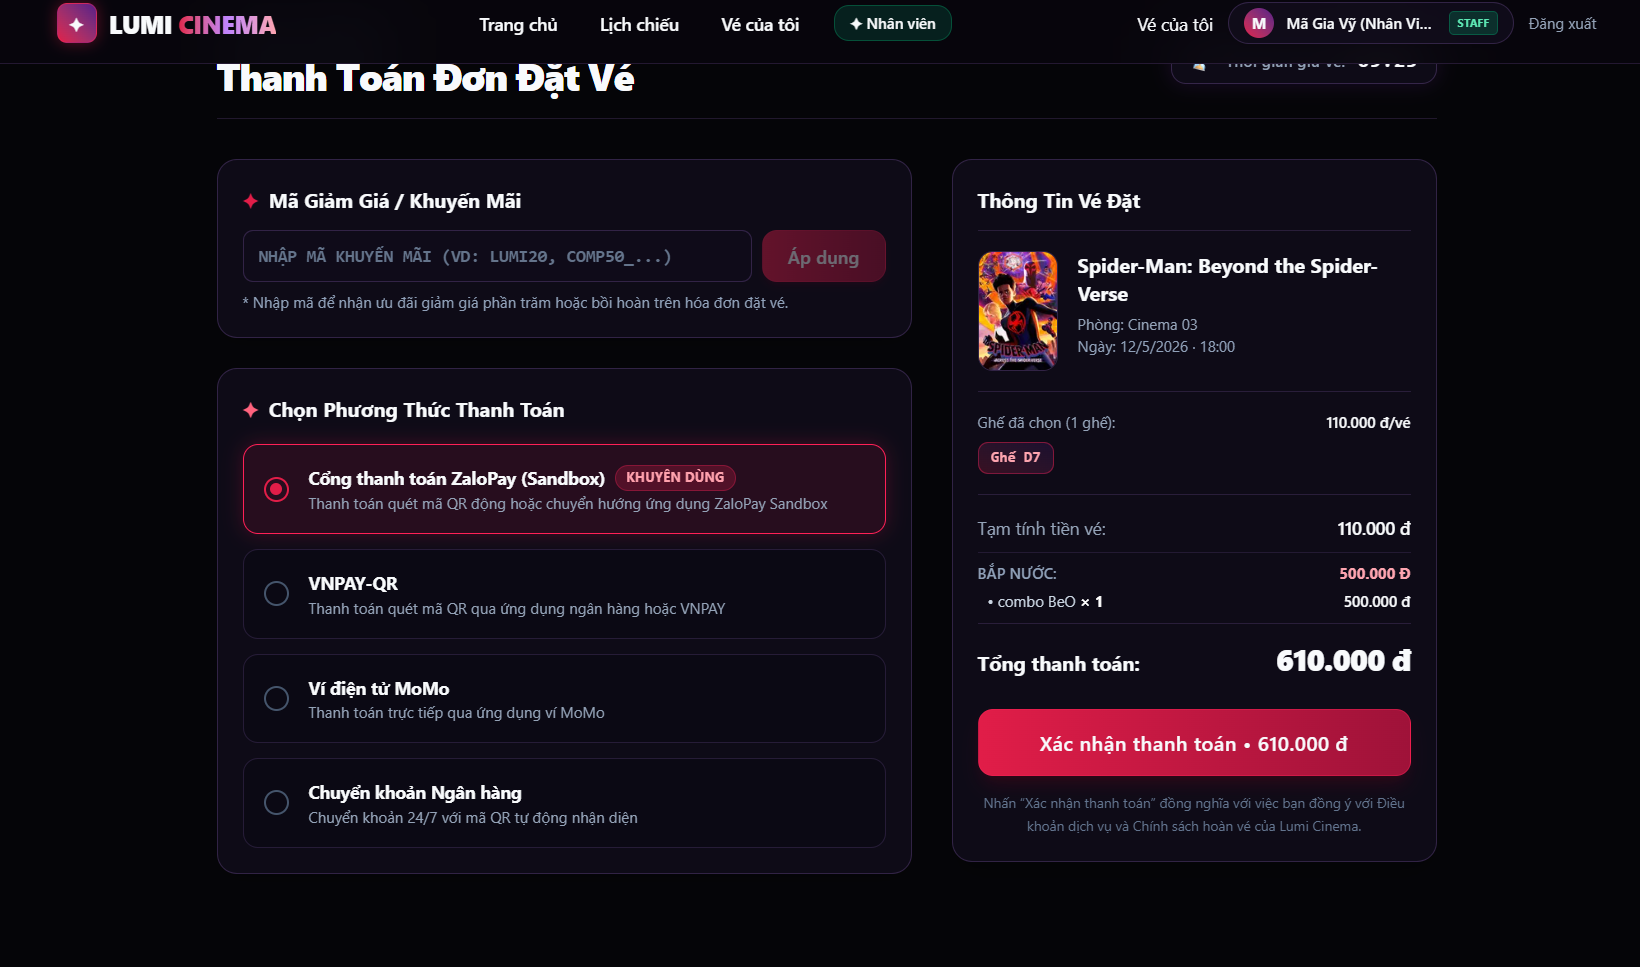 LUMI CINEMA
Trang chủ
Lịch chiếu
Vé của tôi
✦ Nhân viên
Vé của tôi
M
Mã Gia Vỹ (Nhân Vi...
STAFF
Đăng xuất
Thanh Toán Đơn Đặt Vé
Mã Giảm Giá / Khuyến Mãi
NHẬP MÃ KHUYẾN MÃI (VD: LUMI20, COMP50_...)
Áp dụng
* Nhập mã để nhận ưu đãi giảm giá phần trăm hoặc bồi hoàn trên hóa đơn đặt vé.
Chọn Phương Thức Thanh Toán
Cổng thanh toán ZaloPay (Sandbox)
KHUYÊN DÙNG
Thanh toán quét mã QR động hoặc chuyển hướng ứng dụng ZaloPay Sandbox
VNPAY-QR
Thanh toán quét mã QR qua ứng dụng ngân hàng hoặc VNPAY
Ví điện tử MoMo
Thanh toán trực tiếp qua ứng dụng ví MoMo
Chuyển khoản Ngân hàng
Chuyển khoản 24/7 với mã QR tự động nhận diện
Thông Tin Vé Đặt
SPIDER-MAN
Spider-Man: Beyond the Spider-
Verse
Phòng: Cinema 03
Ngày: 12/5/2026 · 18:00
Ghế đã chọn (1 ghế):
110.000 đ/vé
Ghế D7
Tạm tính tiền vé:
110.000 đ
BẮP NƯỚC:
500.000 Đ
• combo BeO × 1
500.000 đ
Tổng thanh toán:
610.000 đ
Xác nhận thanh toán • 610.000 đ
Nhấn “Xác nhận thanh toán” đồng nghĩa với việc bạn đồng ý với Điều
khoản dịch vụ và Chính sách hoàn vé của Lumi Cinema.